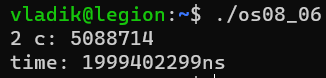 vladik@legion:~$ ./os08_06
2 c: 5088714
time: 1999402299ns